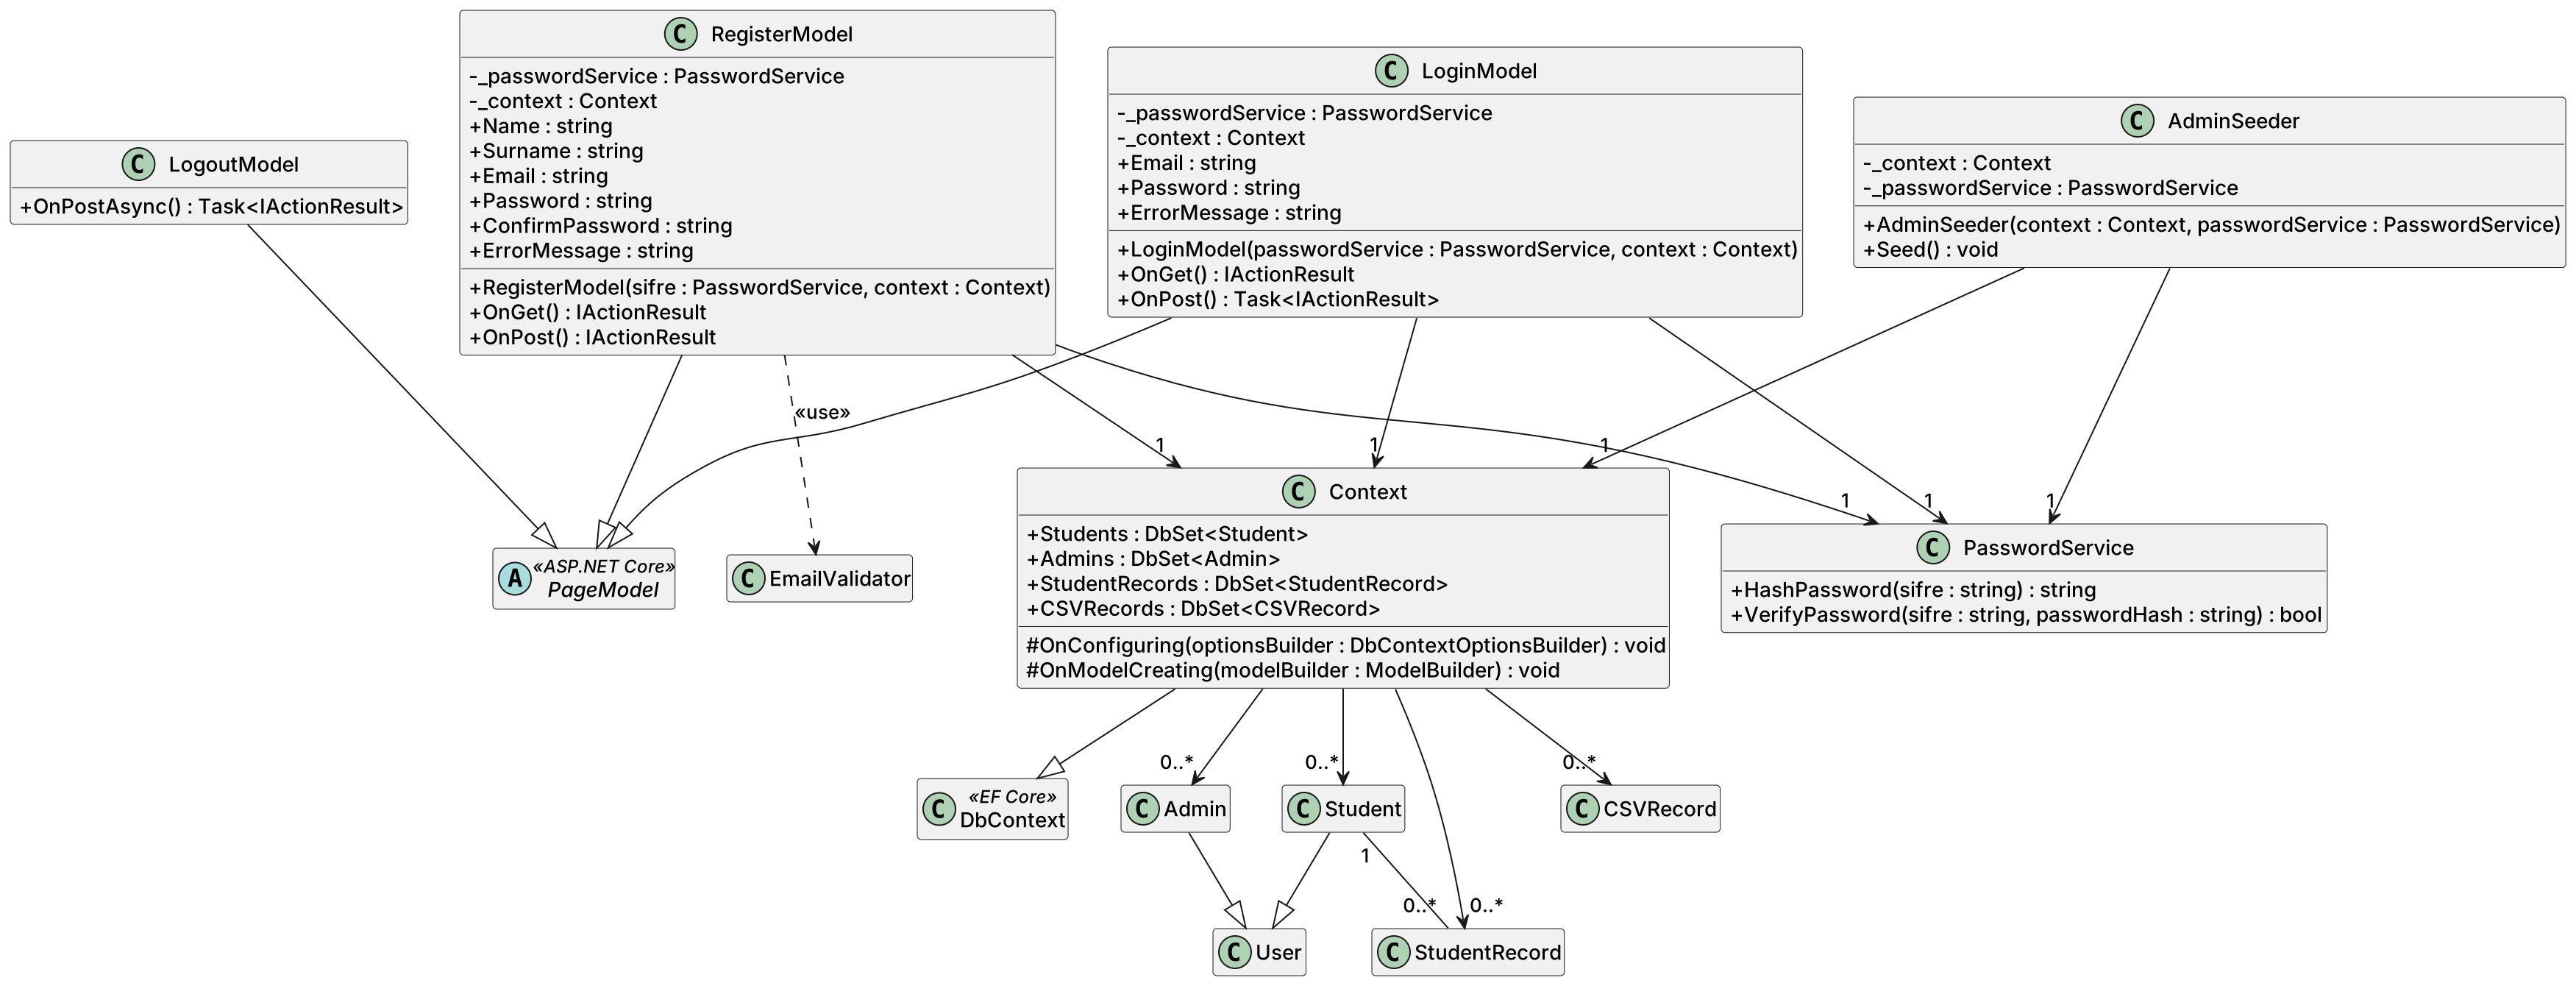 C RegisterModel
-_passwordService : PasswordService
-_context : Context
+Name : string
+Surname : string
+Email : string
+Password : string
+ConfirmPassword : string
+ErrorMessage : string
+RegisterModel(sifre : PasswordService, context : Context)
+OnGet() : IActionResult
+OnPost() : IActionResult
C LoginModel
-_passwordService : PasswordService
-_context : Context
+Email : string
+Password : string
+ErrorMessage : string
+LoginModel(passwordService : PasswordService, context : Context)
+OnGet() : IActionResult
+OnPost() : Task<IActionResult>
C AdminSeeder
-_context : Context
-_passwordService : PasswordService
+AdminSeeder(context : Context, passwordService : PasswordService)
+Seed() : void
C LogoutModel
+OnPostAsync() : Task<IActionResult>
«use»
1
1
1
1
1
1
A «ASP.NET Core»
PageModel
C EmailValidator
C Context
+Students : DbSet<Student>
+Admins : DbSet<Admin>
+StudentRecords : DbSet<StudentRecord>
+CSVRecords : DbSet<CSVRecord>
#OnConfiguring(optionsBuilder : DbContextOptionsBuilder) : void
#OnModelCreating(modelBuilder : ModelBuilder) : void
C PasswordService
+HashPassword(sifre : string) : string
+VerifyPassword(sifre : string, passwordHash : string) : bool
0..*
0..*
0..*
C «EF Core»
DbContext
C Admin
C Student
C CSVRecord
1
0..*
0..*
C User
C StudentRecord